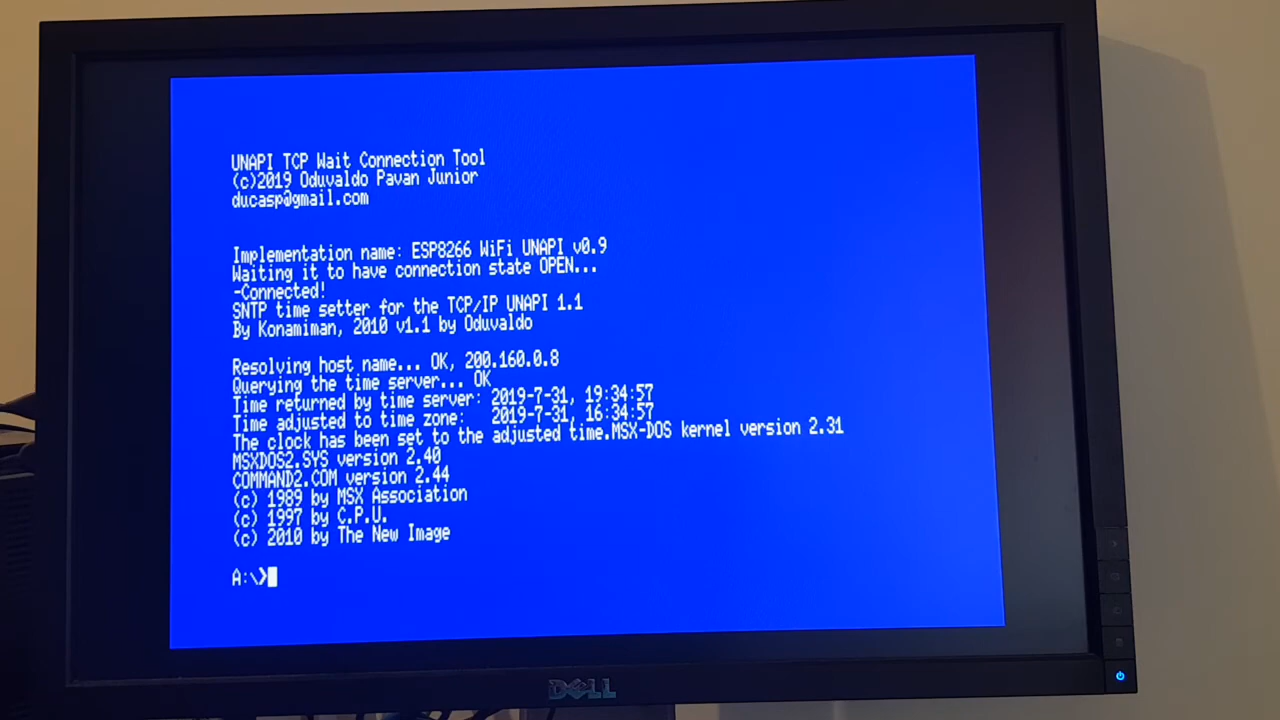 UNAPI TCP Wait Connection Tool
(c)2019 Oduvaldo Pavan Junior
ducasp@gmail.com
Implementation name: ESP8266 WiFi UNAPI v0.9
Waiting it to have connection state OPEN...
-Connected!
SNTP time setter for the TCP/IP UNAPI 1.1
By Konamiman, 2010 v1.1 by Oduvaldo
Resolving host name... OK, 200.160.0.8
Querying the time server... OK
Time returned by time server: 2019-7-31, 19:34:57
Time adjusted to time zone:   2019-7-31, 16:34:57
The clock has been set to the adjusted time.MSX-DOS kernel version 2.31
MSXDOS2.SYS version 2.40
COMMAND2.COM version 2.44
(c) 1989 by MSX Association
(c) 1997 by C.P.U.
(c) 2010 by The New Image
A:\>
DELL